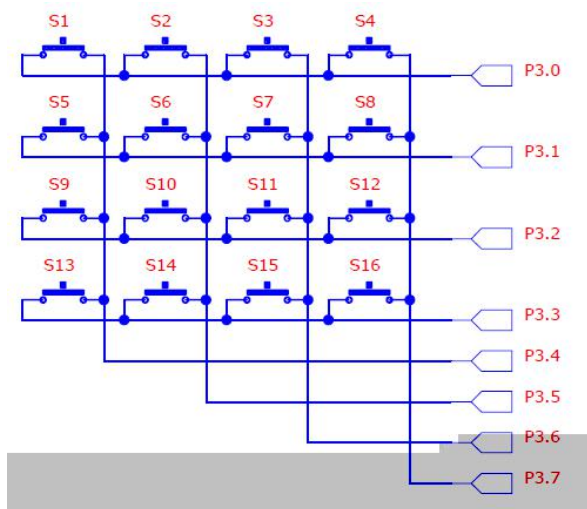 S1 S2 S3 S4
P3.0
S5 S6 S7 S8
P3.1
S9 S10 S11 S12
P3.2
S13 S14 S15 S16
P3.3
P3.4
P3.5
P3.6
P3.7